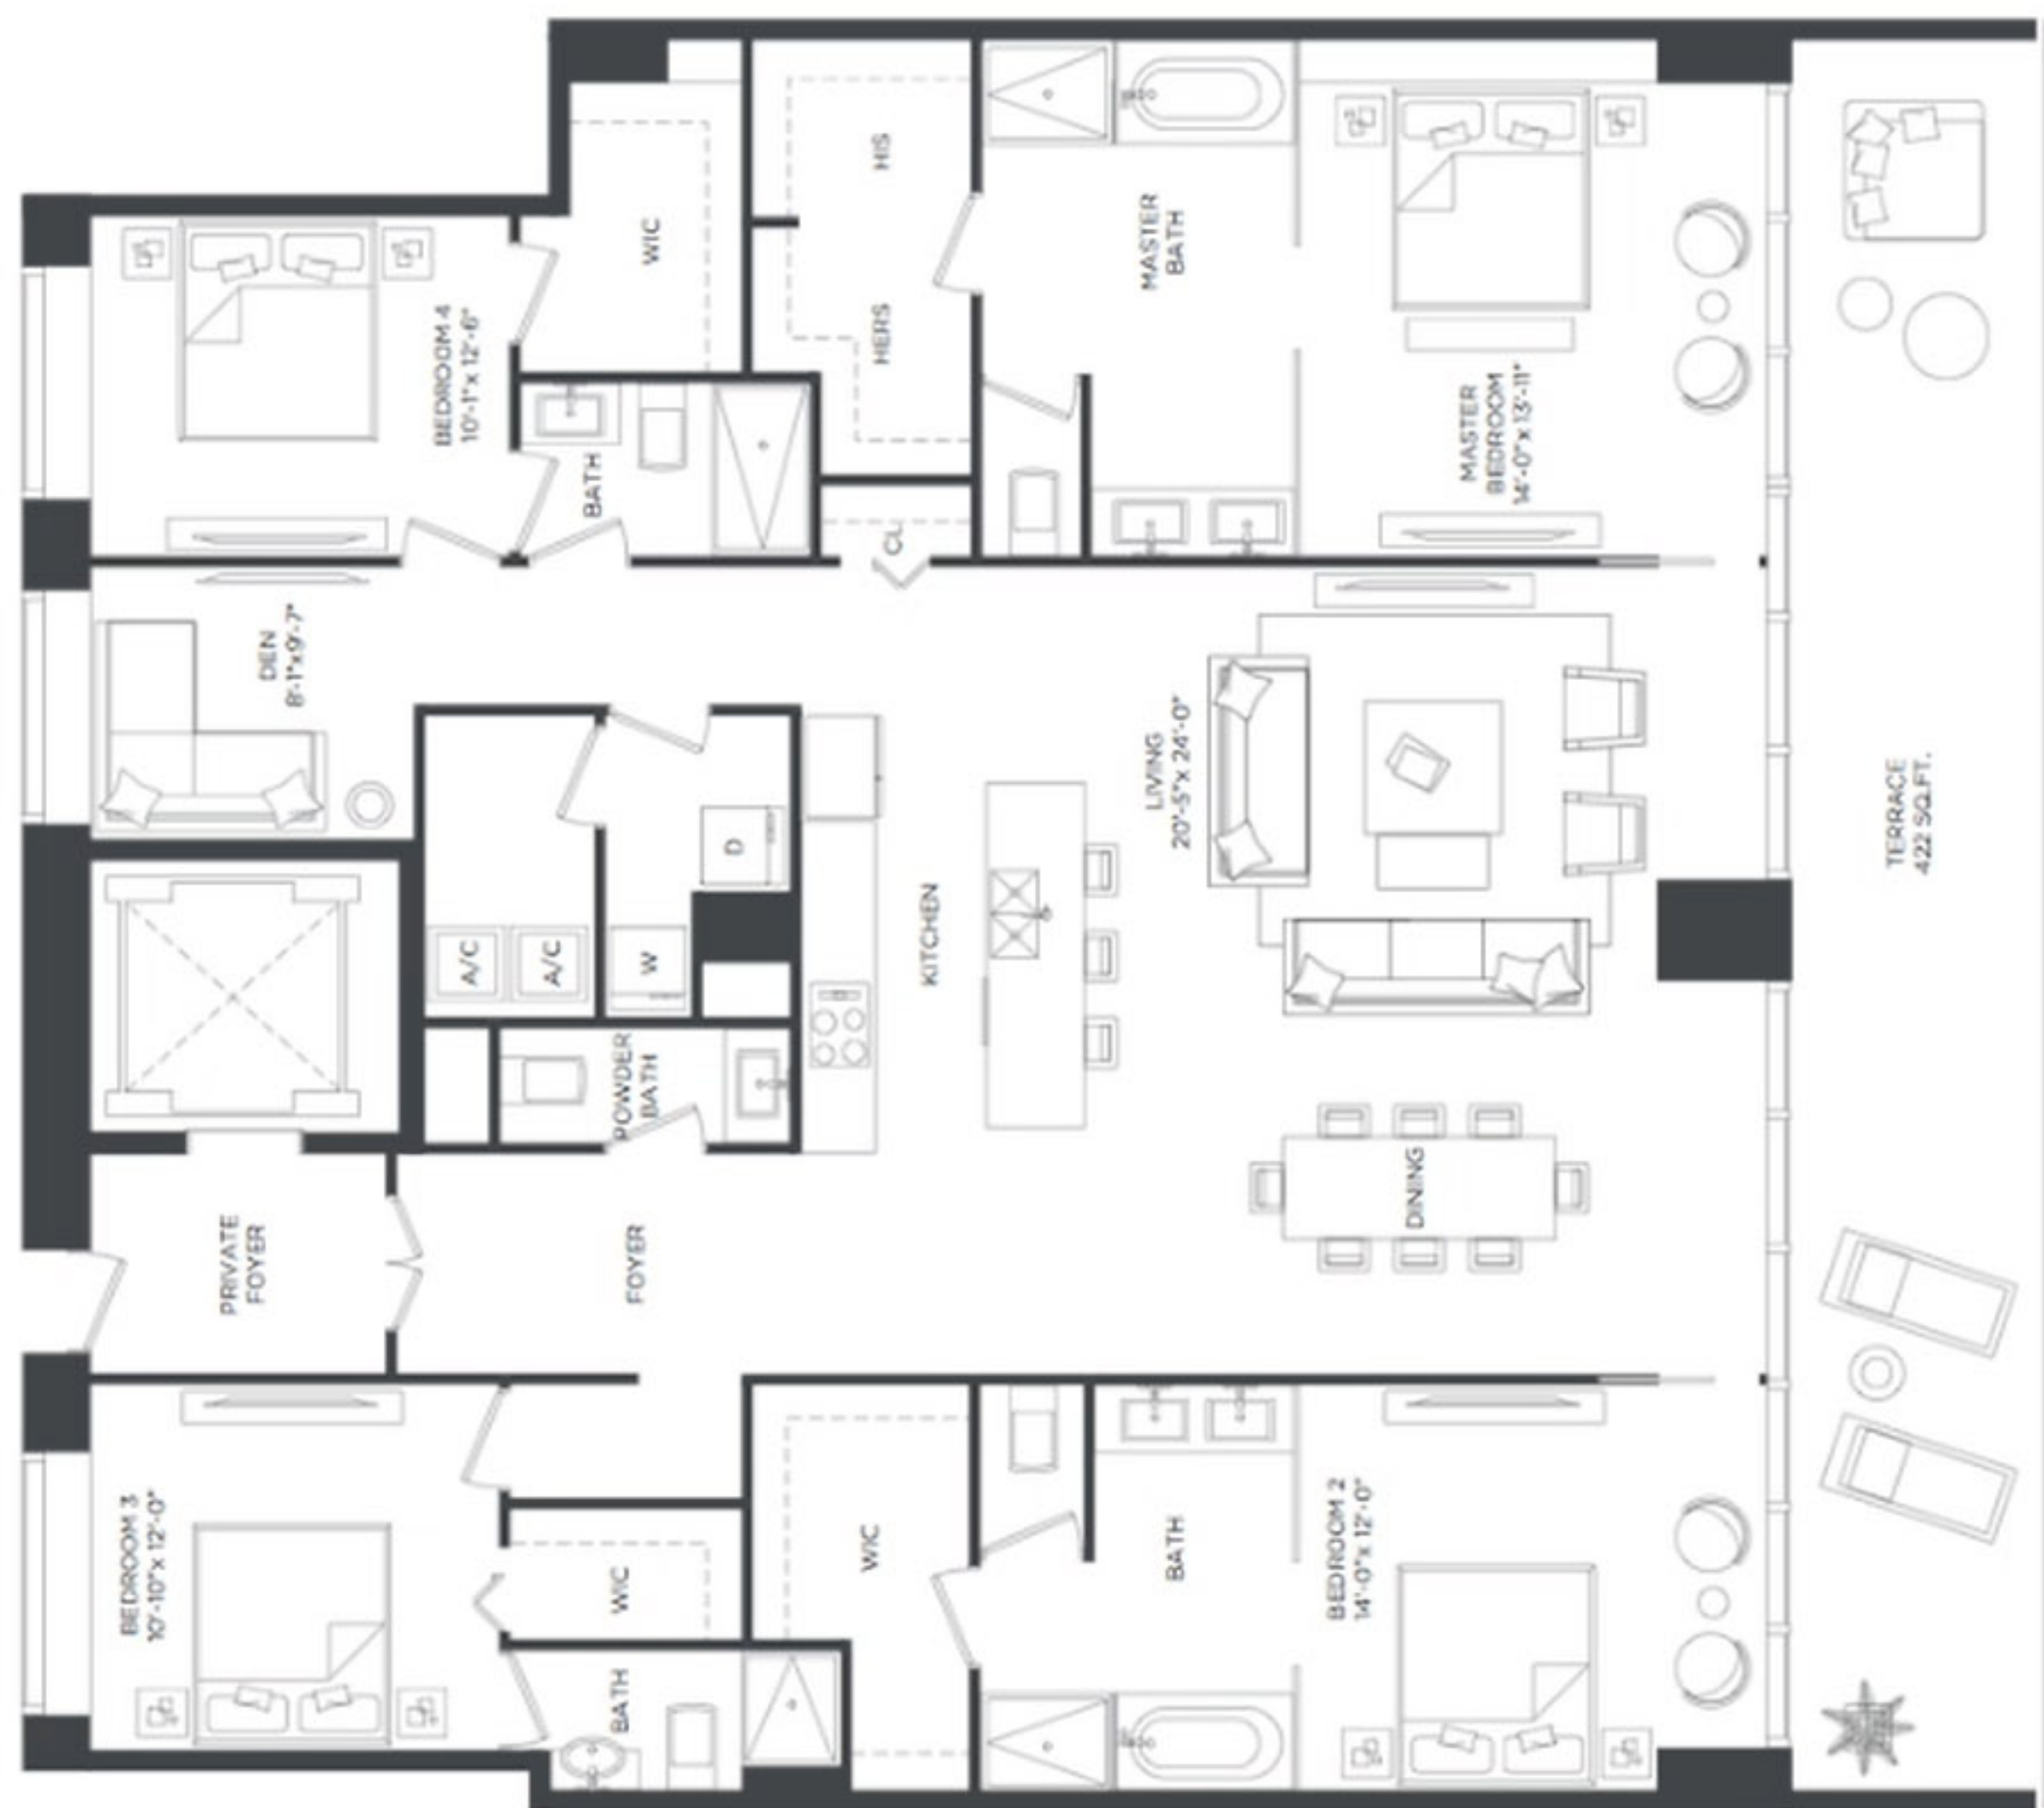 HIS
WIC
HERS
MASTER
BATH
BEDROOM 4
10'-1" x 12'-6"
MASTER
BEDROOM
14'-0" x 13'-11"
BATH
CL
DEN
8'-1" x 9'-7"
LIVING
20'-5" x 24'-0"
TERRACE
422 SQ.FT.
D
A/C
A/C
W
KITCHEN
POWDER
BATH
DINING
PRIVATE
FOYER
FOYER
BEDROOM 3
10'-10" x 12'-0"
WIC
WIC
BATH
BEDROOM 2
14'-0" x 12'-0"
BATH